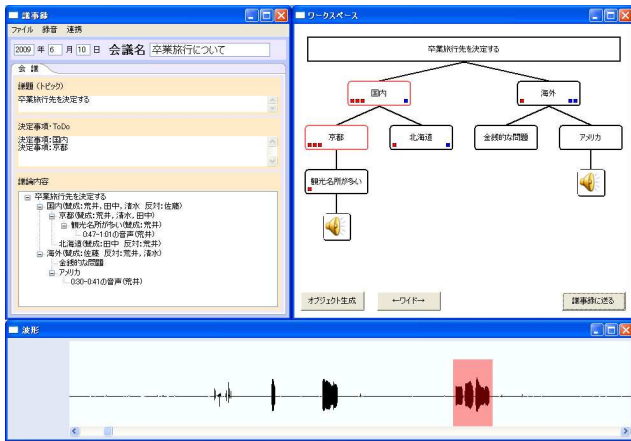 議事録
ファイル 録音 連携
2009 年 6 月 10 日 会議名 卒業旅行について
会議
議題(トピック)
卒業旅行先を決定する
決定事項・ToDo
決定事項:国内
決定事項:京都
議論内容
卒業旅行先を決定する
国内(賛成:荒井, 田中, 清水 反対:佐藤)
京都(賛成:荒井, 清水, 田中)
観光名所が多い(賛成:荒井)
0:47-1:01の音声(荒井)
北海道(賛成:田中 反対:荒井)
海外(賛成:佐藤 反対:荒井, 清水)
金銭的な問題
アメリカ
0:30-0:41の音声(荒井)
ワークスペース
卒業旅行先を決定する
国内
海外
京都
北海道
金銭的な問題
アメリカ
観光名所が多い
オブジェクト生成
←ワイド→
議事録に送る
波形